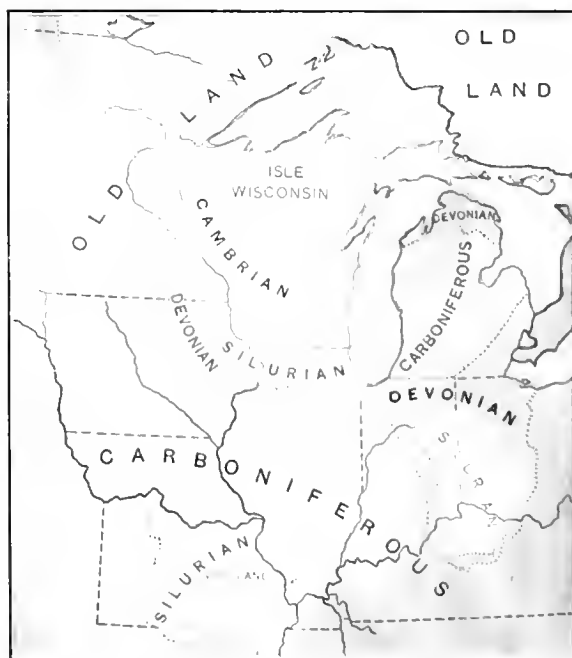 OLD
LAND
OLD LAND
ISLE
WISCONSIN
DEVONIAN
CAMBRIAN
CARBONIFEROUS
DEVONIAN
SILURIAN
DEVONIAN
CARBONIFEROUS
SILURIAN